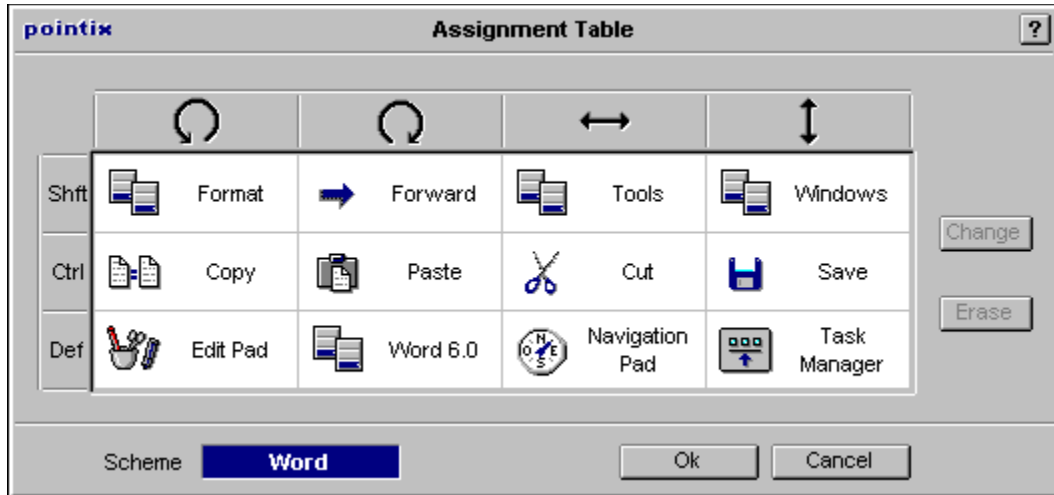 pointix Assignment Table ?
Shft Format Forward Tools Windows
Change
Ctrl Copy Paste Cut Save
Erase
Def Edit Pad Word 6.0 Navigation Pad Task Manager
Scheme Word Ok Cancel